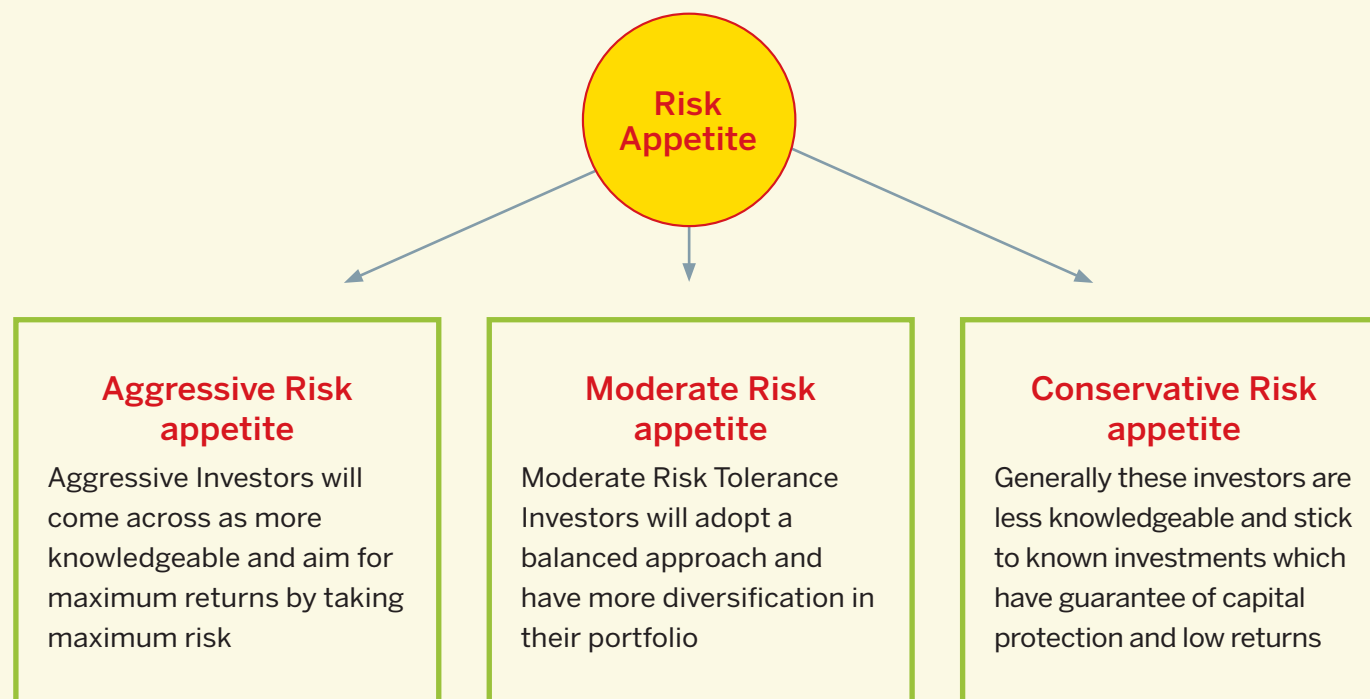 Risk
Appetite
Aggressive Risk
appetite
Aggressive Investors will
come across as more
knowledgeable and aim for
maximum returns by taking
maximum risk
Moderate Risk
appetite
Moderate Risk Tolerance
Investors will adopt a
balanced approach and
have more diversification in
their portfolio
Conservative Risk
appetite
Generally these investors are
less knowledgeable and stick
to known investments which
have guarantee of capital
protection and low returns